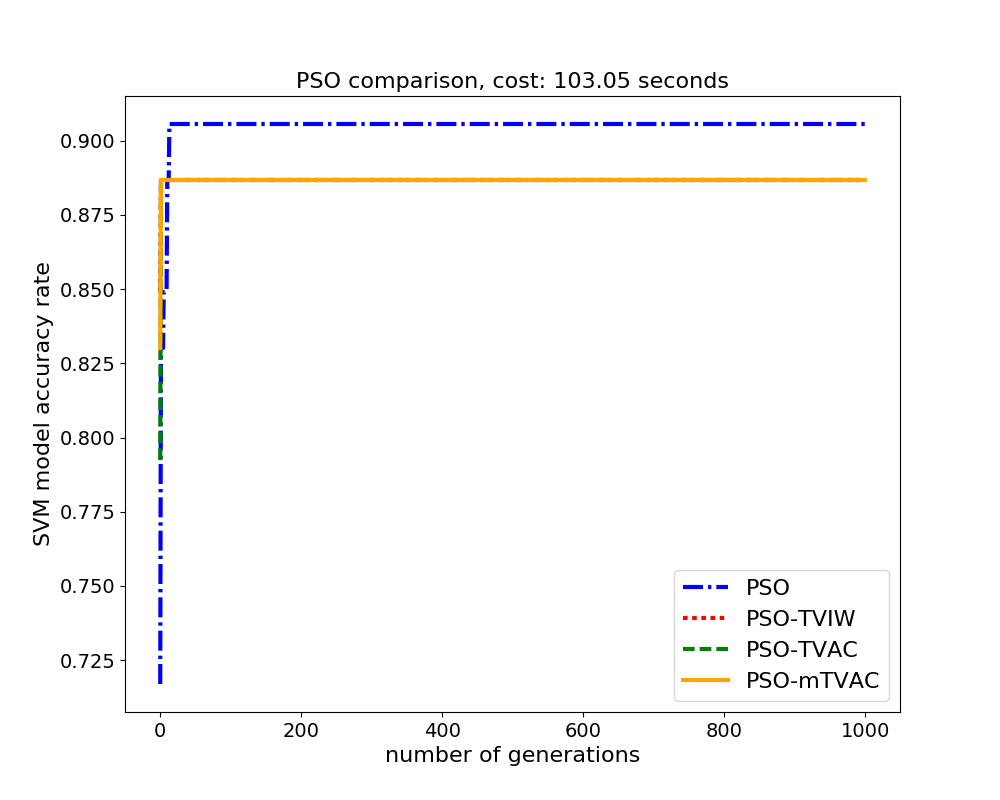 PSO comparison, cost: 103.05 seconds
SVM model accuracy rate
0.900
0.875
0.850
0.825
0.800
0.775
0.750
0.725
PSO
PSO-TVIW
PSO-TVAC
PSO-mTVAC
0 200 400 600 800 1000
number of generations